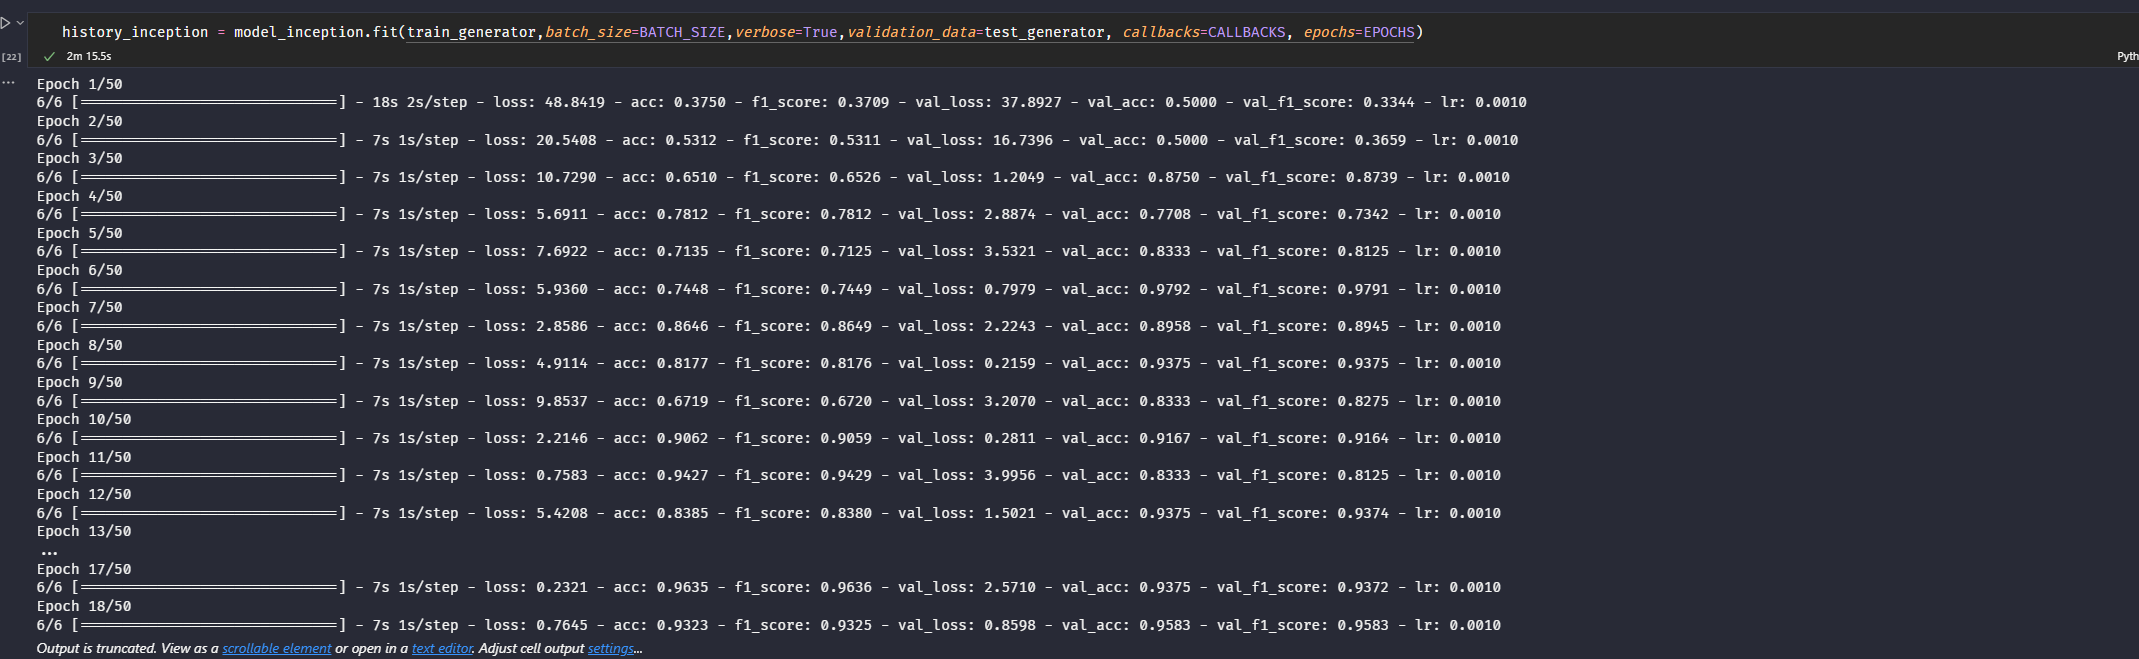 history_inception = model_inception.fit(train_generator,batch_size=BATCH_SIZE,verbose=True,validation_data=test_generator, callbacks=CALLBACKS, epochs=EPOCHS)
[22] ✓ 2m 15.5s Pyth
... Epoch 1/50
6/6 [==============================] - 18s 2s/step - loss: 48.8419 - acc: 0.3750 - f1_score: 0.3709 - val_loss: 37.8927 - val_acc: 0.5000 - val_f1_score: 0.3344 - lr: 0.0010
Epoch 2/50
6/6 [==============================] - 7s 1s/step - loss: 20.5408 - acc: 0.5312 - f1_score: 0.5311 - val_loss: 16.7396 - val_acc: 0.5000 - val_f1_score: 0.3659 - lr: 0.0010
Epoch 3/50
6/6 [==============================] - 7s 1s/step - loss: 10.7290 - acc: 0.6510 - f1_score: 0.6526 - val_loss: 1.2049 - val_acc: 0.8750 - val_f1_score: 0.8739 - lr: 0.0010
Epoch 4/50
6/6 [==============================] - 7s 1s/step - loss: 5.6911 - acc: 0.7812 - f1_score: 0.7812 - val_loss: 2.8874 - val_acc: 0.7708 - val_f1_score: 0.7342 - lr: 0.0010
Epoch 5/50
6/6 [==============================] - 7s 1s/step - loss: 7.6922 - acc: 0.7135 - f1_score: 0.7125 - val_loss: 3.5321 - val_acc: 0.8333 - val_f1_score: 0.8125 - lr: 0.0010
Epoch 6/50
6/6 [==============================] - 7s 1s/step - loss: 5.9360 - acc: 0.7448 - f1_score: 0.7449 - val_loss: 0.7979 - val_acc: 0.9792 - val_f1_score: 0.9791 - lr: 0.0010
Epoch 7/50
6/6 [==============================] - 7s 1s/step - loss: 2.8586 - acc: 0.8646 - f1_score: 0.8649 - val_loss: 2.2243 - val_acc: 0.8958 - val_f1_score: 0.8945 - lr: 0.0010
Epoch 8/50
6/6 [==============================] - 7s 1s/step - loss: 4.9114 - acc: 0.8177 - f1_score: 0.8176 - val_loss: 0.2159 - val_acc: 0.9375 - val_f1_score: 0.9375 - lr: 0.0010
Epoch 9/50
6/6 [==============================] - 7s 1s/step - loss: 9.8537 - acc: 0.6719 - f1_score: 0.6720 - val_loss: 3.2070 - val_acc: 0.8333 - val_f1_score: 0.8275 - lr: 0.0010
Epoch 10/50
6/6 [==============================] - 7s 1s/step - loss: 2.2146 - acc: 0.9062 - f1_score: 0.9059 - val_loss: 0.2811 - val_acc: 0.9167 - val_f1_score: 0.9164 - lr: 0.0010
Epoch 11/50
6/6 [==============================] - 7s 1s/step - loss: 0.7583 - acc: 0.9427 - f1_score: 0.9429 - val_loss: 3.9956 - val_acc: 0.8333 - val_f1_score: 0.8125 - lr: 0.0010
Epoch 12/50
6/6 [==============================] - 7s 1s/step - loss: 5.4208 - acc: 0.8385 - f1_score: 0.8380 - val_loss: 1.5021 - val_acc: 0.9375 - val_f1_score: 0.9374 - lr: 0.0010
Epoch 13/50
...
Epoch 17/50
6/6 [==============================] - 7s 1s/step - loss: 0.2321 - acc: 0.9635 - f1_score: 0.9636 - val_loss: 2.5710 - val_acc: 0.9375 - val_f1_score: 0.9372 - lr: 0.0010
Epoch 18/50
6/6 [==============================] - 7s 1s/step - loss: 0.7645 - acc: 0.9323 - f1_score: 0.9325 - val_loss: 0.8598 - val_acc: 0.9583 - val_f1_score: 0.9583 - lr: 0.0010
Output is truncated. View as a scrollable element or open in a text editor. Adjust cell output settings...